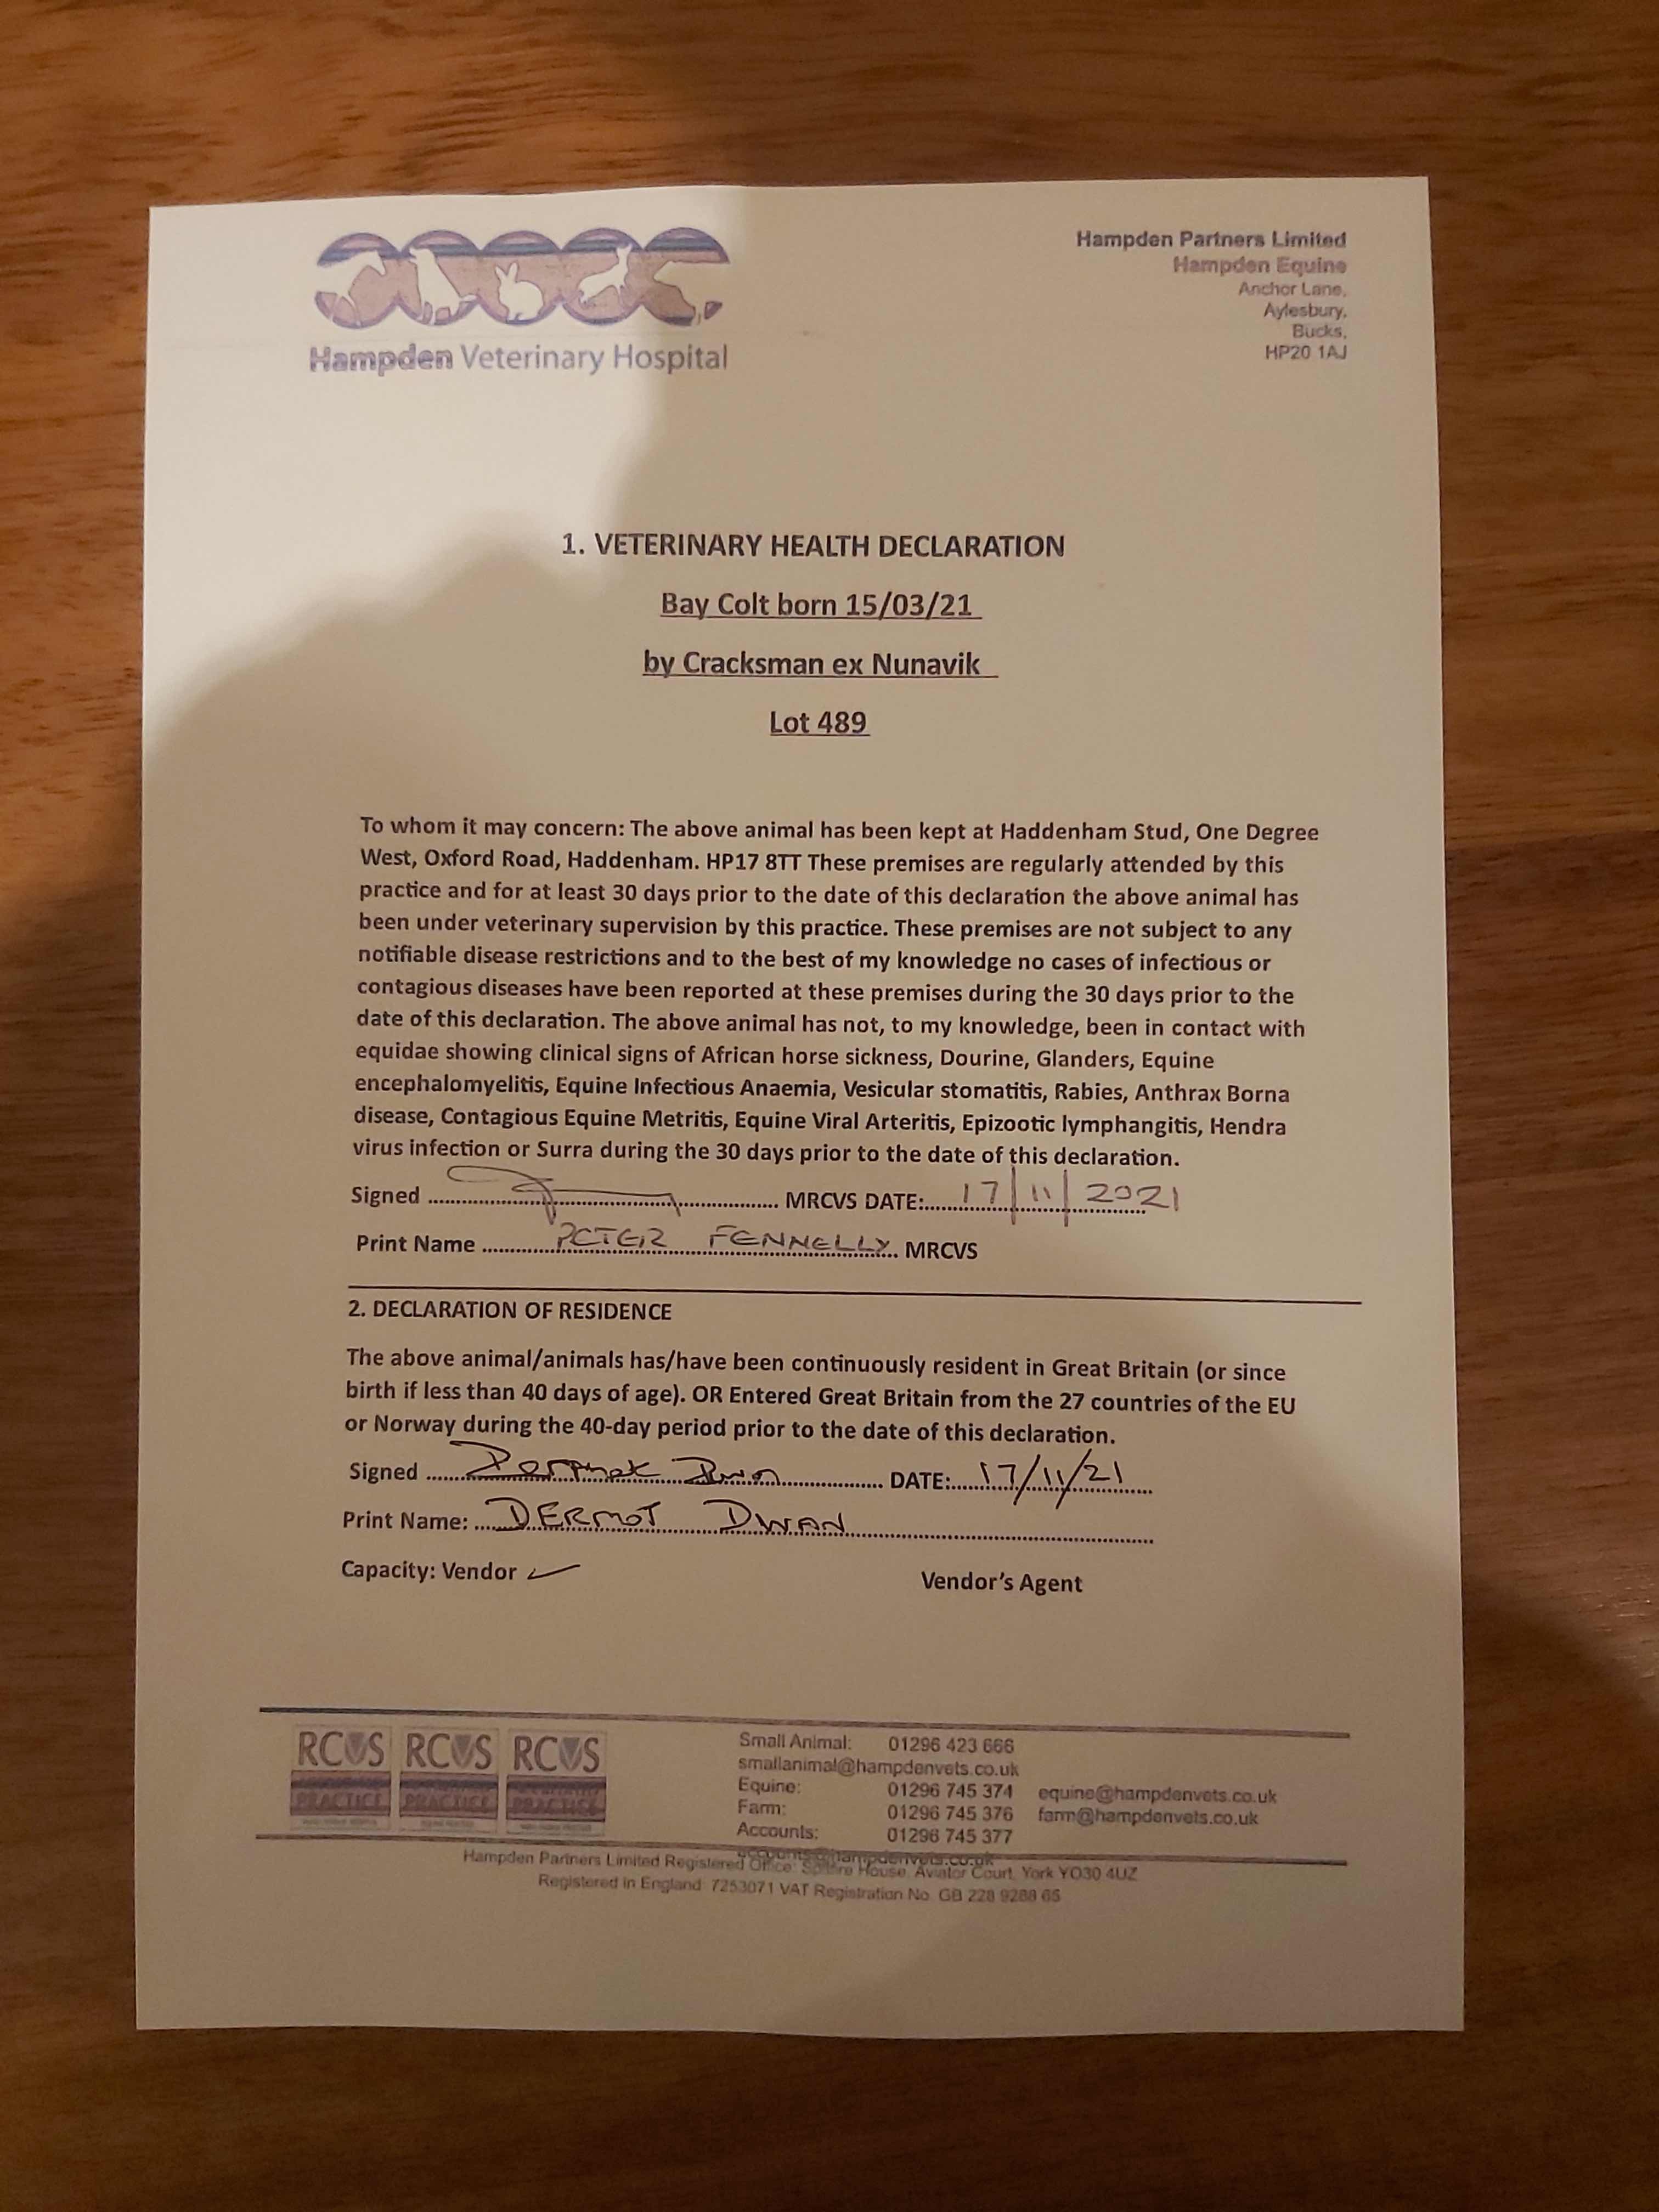 Hampden Veterinary Hospital
Hampden Partners Limited
Hampden Equine
Anchor Lane,
Aylesbury,
Bucks,
HP20 1AJ
1. VETERINARY HEALTH DECLARATION
Bay Colt born 15/03/21
by Cracksman ex Nunavik
Lot 489
To whom it may concern: The above animal has been kept at Haddenham Stud, One Degree
West, Oxford Road, Haddenham. HP17 8TT These premises are regularly attended by this
practice and for at least 30 days prior to the date of this declaration the above animal has
been under veterinary supervision by this practice. These premises are not subject to any
notifiable disease restrictions and to the best of my knowledge no cases of infectious or
contagious diseases have been reported at these premises during the 30 days prior to the
date of this declaration. The above animal has not, to my knowledge, been in contact with
equidae showing clinical signs of African horse sickness, Dourine, Glanders, Equine
encephalomyelitis, Equine Infectious Anaemia, Vesicular stomatitis, Rabies, Anthrax Borna
disease, Contagious Equine Metritis, Equine Viral Arteritis, Epizootic lymphangitis, Hendra
virus infection or Surra during the 30 days prior to the date of this declaration.
Signed MRCVS DATE: 17/11/2021
Print Name PETER FENNELLY MRCVS
2. DECLARATION OF RESIDENCE
The above animal/animals has/have been continuously resident in Great Britain (or since
birth if less than 40 days of age). OR Entered Great Britain from the 27 countries of the EU
or Norway during the 40-day period prior to the date of this declaration.
Signed Dermot Dwan DATE: 17/11/21
Print Name: DERMOT DWAN
Capacity: Vendor ✓ Vendor's Agent
RCVS RCVS RCVS
PRACTICE PRACTICE PRACTICE
Small Animal: 01296 423 666
smallanimal@hampdenvets.co.uk
Equine: 01296 745 374 equine@hampdenvets.co.uk
Farm: 01296 745 376 farm@hampdenvets.co.uk
Accounts: 01296 745 377
accounts@hampdenvets.co.uk
Hampden Partners Limited Registered Office: Spitfire House, Aviator Court, York YO30 4UZ
Registered in England: 7253071 VAT Registration No. GB 228 9288 65